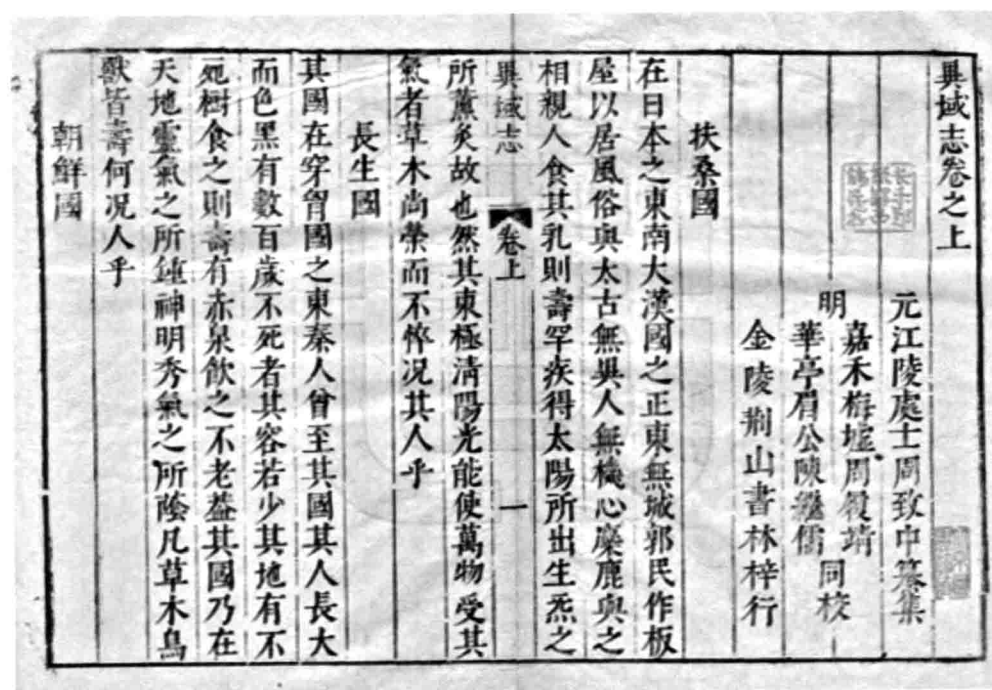 異域志卷之上
元江陵處士周致中纂集
明
嘉禾梅墟周履靖
華亭眉公陳繼儒
同校
金陵荊山書林梓行
扶桑國
在日本之東南大漢國之正東無城郭民作板
屋以居風俗與太古無異人無機心麋鹿與之
相親人食其乳則壽罕疾得太陽所出生炁之
異域志 卷上 一
所薰炙故也然其東極清陽光能使萬物受其
氣者草木尚榮而不悴況其人乎
長生國
其國在穿胷國之東秦人曾至其國其人長大
而色黑有數百歲不死者其容若少其地有不
死樹食之則壽有赤泉飲之不老蓋其國乃在
天地靈氣之所鍾神明秀氣之所蔭凡草木鳥
獸皆壽何況人乎
朝鮮國